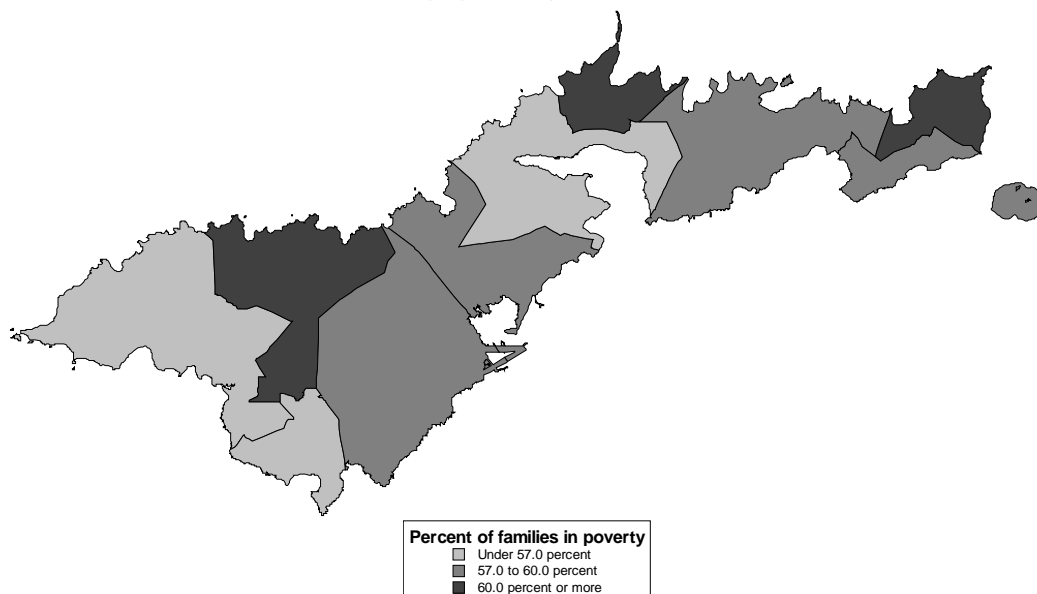 Percent of families in poverty
Under 57.0 percent
57.0 to 60.0 percent
60.0 percent or more